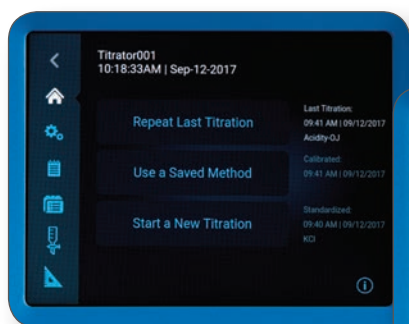 Titrator001
10:18:33AM | Sep-12-2017
Repeat Last Titration
Last Titration:
09:41 AM | 09/12/2017
Acidity-OJ
Use a Saved Method
Calibrated:
09:41 AM | 09/12/2017
Start a New Titration
Standardized:
09:40 AM | 09/12/2017
KCl